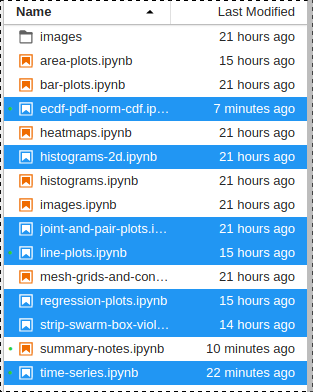 Name Last Modified
images 21 hours ago
area-plots.ipynb 15 hours ago
bar-plots.ipynb 21 hours ago
ecdf-pdf-norm-cdf.ip... 7 minutes ago
heatmaps.ipynb 21 hours ago
histograms-2d.ipynb 21 hours ago
histograms.ipynb 21 hours ago
images.ipynb 21 hours ago
joint-and-pair-plots.i... 21 hours ago
line-plots.ipynb 15 hours ago
mesh-grids-and-con... 21 hours ago
regression-plots.ipynb 15 hours ago
strip-swarm-box-viol... 14 hours ago
summary-notes.ipynb 10 minutes ago
time-series.ipynb 22 minutes ago